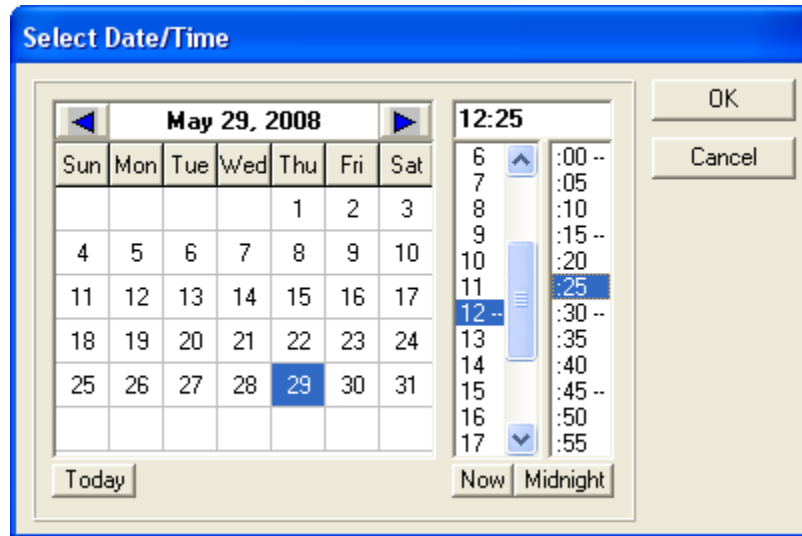 Select Date/Time
May 29, 2008
Sun Mon Tue Wed Thu Fri Sat
1 2 3
4 5 6 7 8 9 10
11 12 13 14 15 16 17
18 19 20 21 22 23 24
25 26 27 28 29 30 31
Today
12:25
6
7
8
9
10
11
12 --
13
14
15
16
17
:00 --
:05
:10
:15 --
:20
:25
:30 --
:35
:40
:45 --
:50
:55
Now Midnight
OK
Cancel